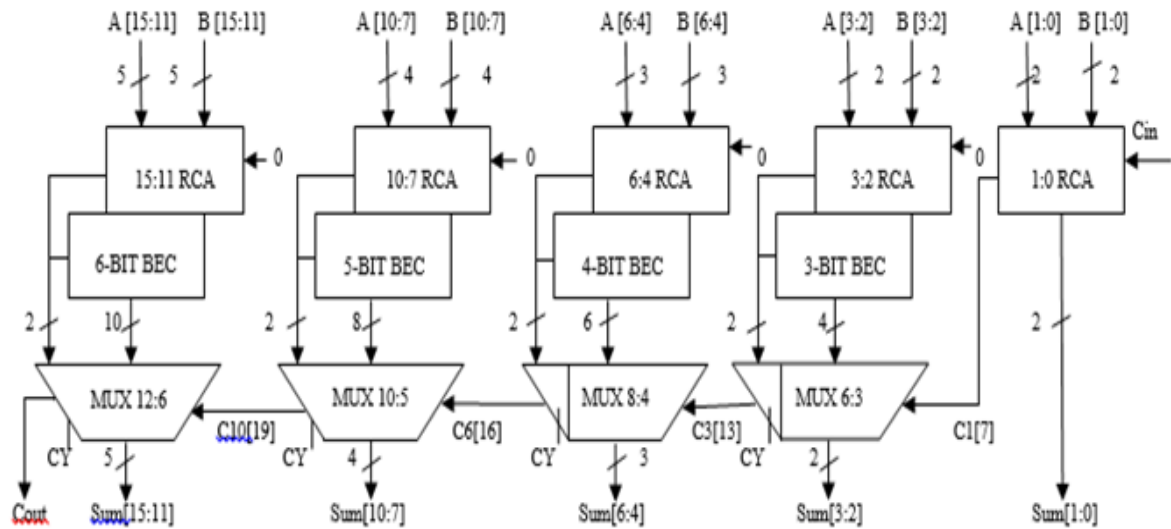 A [15:11] B [15:11] A [10:7] B [10:7] A [6:4] B [6:4] A [3:2] B [3:2] A [1:0] B [1:0]
5 5 4 4 3 3 2 2 2 2
Cin
0 0 0 0
15:11 RCA 10:7 RCA 6:4 RCA 3:2 RCA 1:0 RCA
6-BIT BEC 5-BIT BEC 4-BIT BEC 3-BIT BEC
2 10 2 8 2 6 2 4 2
MUX 12:6 MUX 10:5 MUX 8:4 MUX 6:3
C10[19] C6[16] C3[13] C1[7]
CY CY CY CY
5 4 3 2
Cout Sum[15:11] Sum[10:7] Sum[6:4] Sum[3:2] Sum[1:0]